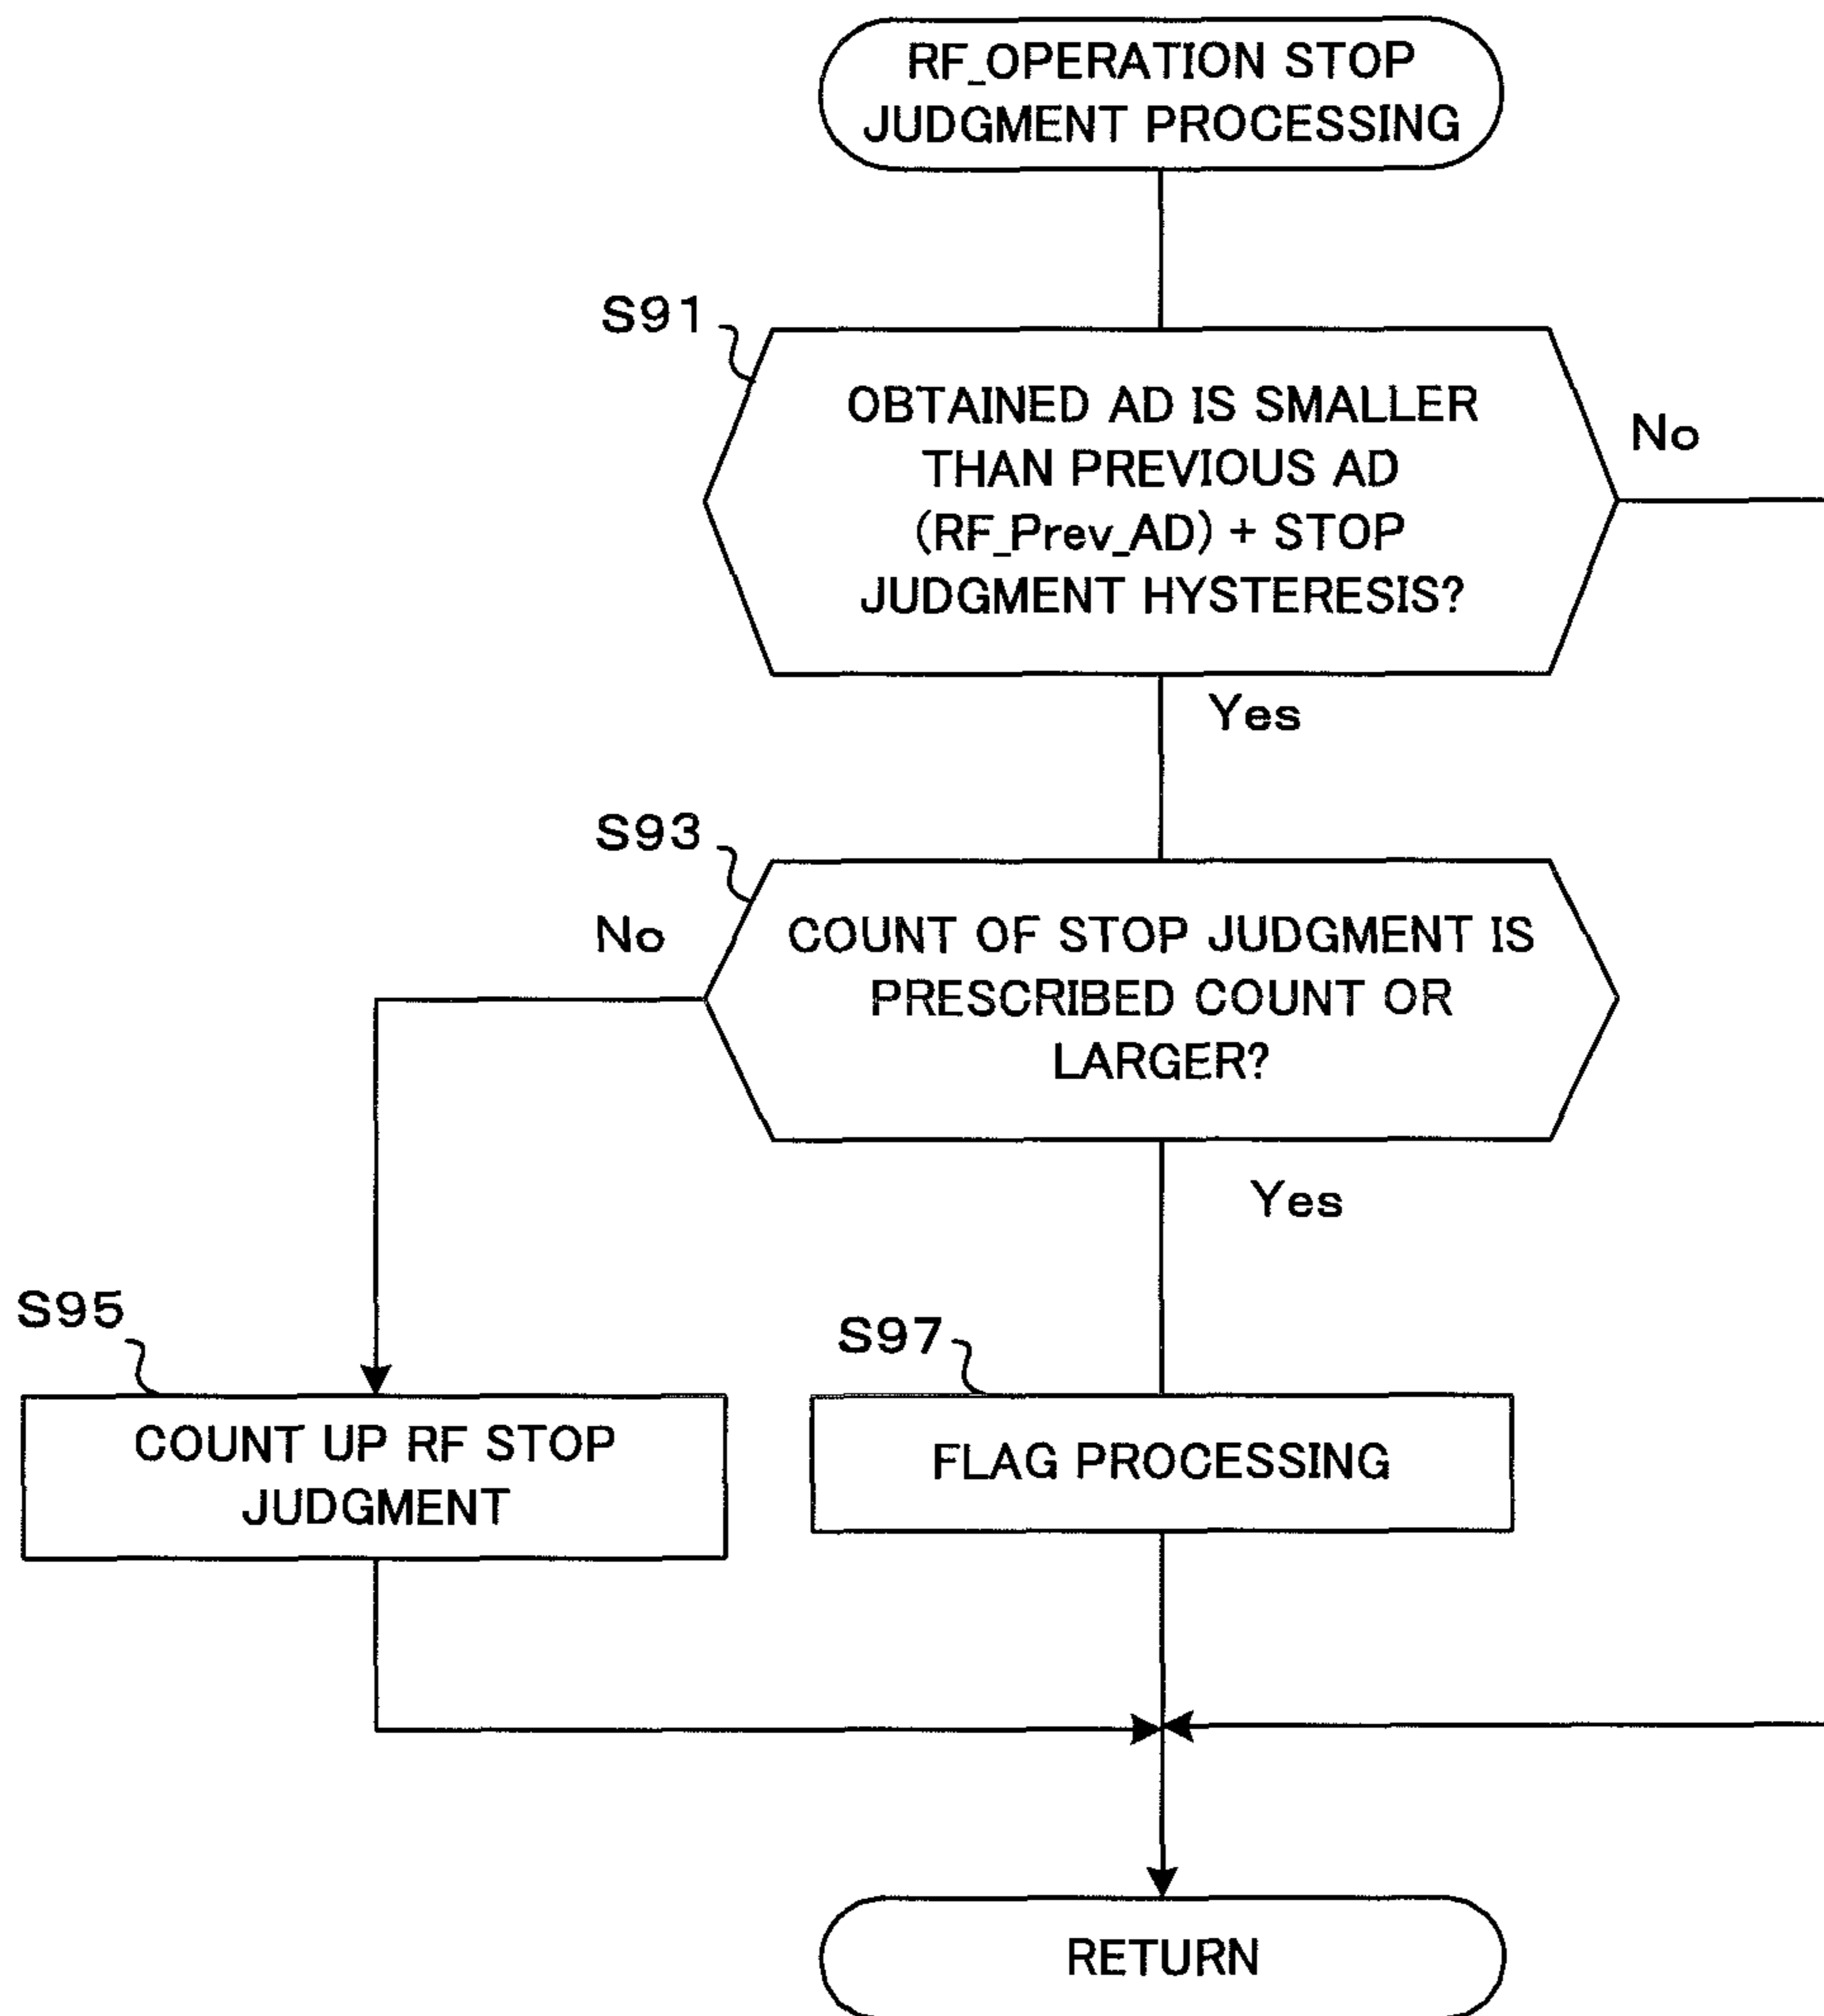 RF_OPERATION STOP
JUDGMENT PROCESSING
S91
OBTAINED AD IS SMALLER
THAN PREVIOUS AD
(RF_Prev_AD) + STOP
JUDGMENT HYSTERESIS?
No
Yes
S93
No
COUNT OF STOP JUDGMENT IS
PRESCRIBED COUNT OR
LARGER?
Yes
S95
COUNT UP RF STOP
JUDGMENT
S97
FLAG PROCESSING
RETURN